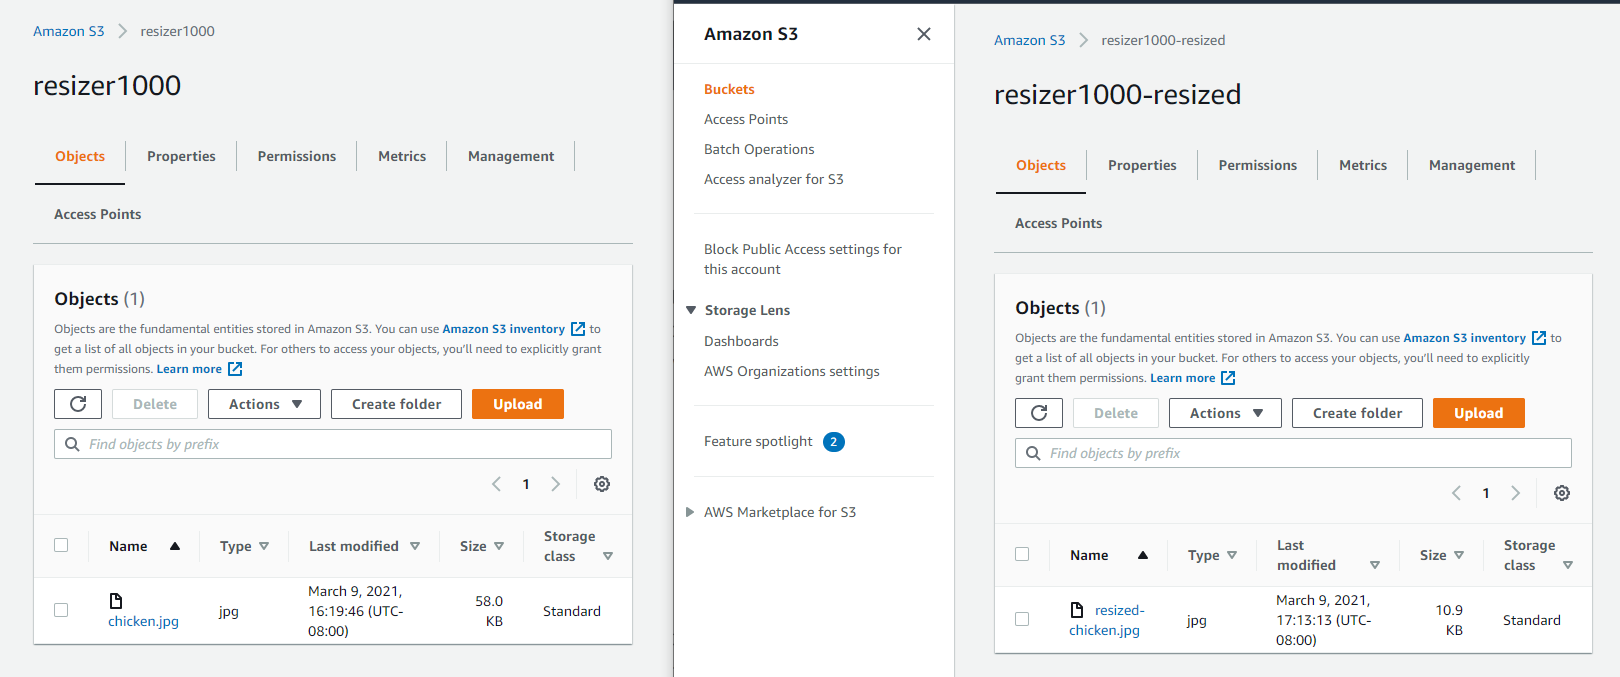 Amazon S3 > resizer1000
resizer1000
Objects Properties Permissions Metrics Management
Access Points
Objects (1)
Objects are the fundamental entities stored in Amazon S3. You can use Amazon S3 inventory to
get a list of all objects in your bucket. For others to access your objects, you'll need to explicitly grant
them permissions. Learn more
Delete Actions Create folder Upload
Find objects by prefix
1
Name Type Last modified Size Storage
class
chicken.jpg jpg March 9, 2021,
16:19:46 (UTC-
08:00) 58.0
KB Standard
Amazon S3
Buckets
Access Points
Batch Operations
Access analyzer for S3
Block Public Access settings for
this account
Storage Lens
Dashboards
AWS Organizations settings
Feature spotlight 2
AWS Marketplace for S3
Amazon S3 > resizer1000-resized
resizer1000-resized
Objects Properties Permissions Metrics Management
Access Points
Objects (1)
Objects are the fundamental entities stored in Amazon S3. You can use Amazon S3 inventory to
get a list of all objects in your bucket. For others to access your objects, you'll need to explicitly
grant them permissions. Learn more
Delete Actions Create folder Upload
Find objects by prefix
1
Name Type Last
modified Size Storage
class
resized-
chicken.jpg jpg March 9, 2021,
17:13:13 (UTC-
08:00) 10.9
KB Standard